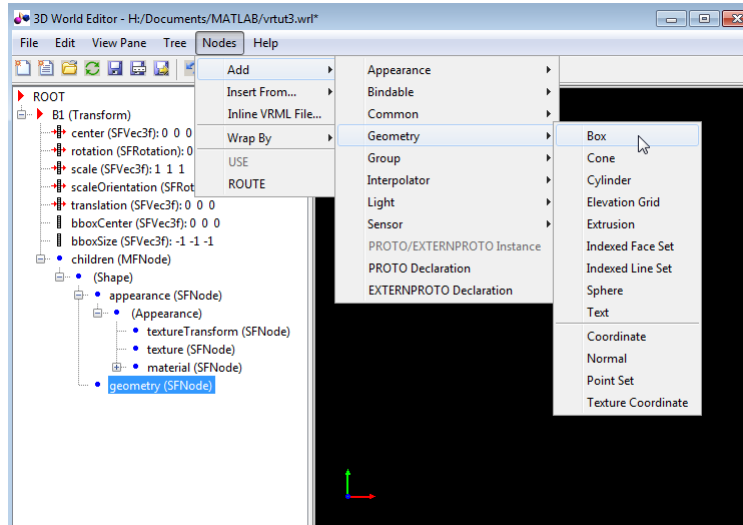 3D World Editor - H:/Documents/MATLAB/vrtut3.wrl*
File Edit View Pane Tree Nodes Help
ROOT
B1 (Transform)
center (SFVec3f): 0 0 0
rotation (SFRotation): 0
scale (SFVec3f): 1 1 1
scaleOrientation (SFRot
translation (SFVec3f): 0 0 0
bboxCenter (SFVec3f): 0 0 0
bboxSize (SFVec3f): -1 -1 -1
children (MFNode)
(Shape)
appearance (SFNode)
(Appearance)
textureTransform (SFNode)
texture (SFNode)
material (SFNode)
geometry (SFNode)
Add
Insert From...
Inline VRML File...
Wrap By
USE
ROUTE
Appearance
Bindable
Common
Geometry
Group
Interpolator
Light
Sensor
PROTO/EXTERNPROTO Instance
PROTO Declaration
EXTERNPROTO Declaration
Box
Cone
Cylinder
Elevation Grid
Extrusion
Indexed Face Set
Indexed Line Set
Sphere
Text
Coordinate
Normal
Point Set
Texture Coordinate